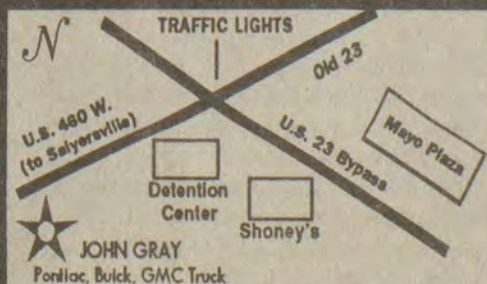 N
TRAFFIC LIGHTS
Old 23
U.S. 460 W.
(to Salyersville)
U.S. 23 Bypass
Mayo Plaza
Detention
Center
Shoney's
JOHN GRAY
Pontiac, Buick, GMC Truck